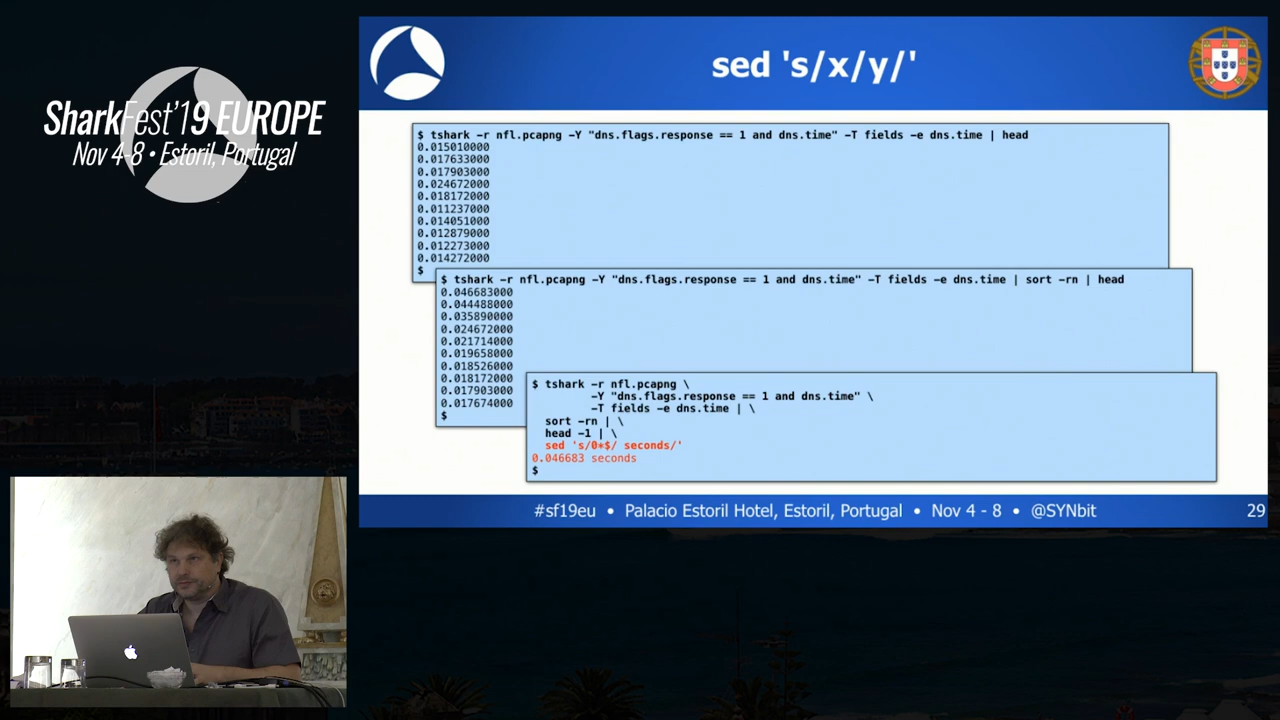 SharkFest'19 EUROPE
Nov 4-8 • Estoril, Portugal
sed 's/x/y/'
$ tshark -r nfl.pcapng -Y "dns.flags.response == 1 and dns.time" -T fields -e dns.time | head
0.015010000
0.017633000
0.017903000
0.024672000
0.018172000
0.011237000
0.014051000
0.012879000
0.012273000
0.014272000
$
$ tshark -r nfl.pcapng -Y "dns.flags.response == 1 and dns.time" -T fields -e dns.time | sort -rn | head
0.046683000
0.044488000
0.035890000
0.024672000
0.021714000
0.019658000
0.018526000
0.018172000
0.017903000
0.017674000
$
$ tshark -r nfl.pcapng \
-Y "dns.flags.response == 1 and dns.time" \
-T fields -e dns.time | \
sort -rn | \
head -1 | \
sed 's/0*$/ seconds/'
0.046683 seconds
$
#sf19eu • Palacio Estoril Hotel, Estoril, Portugal • Nov 4 - 8 • @SYNbit
29